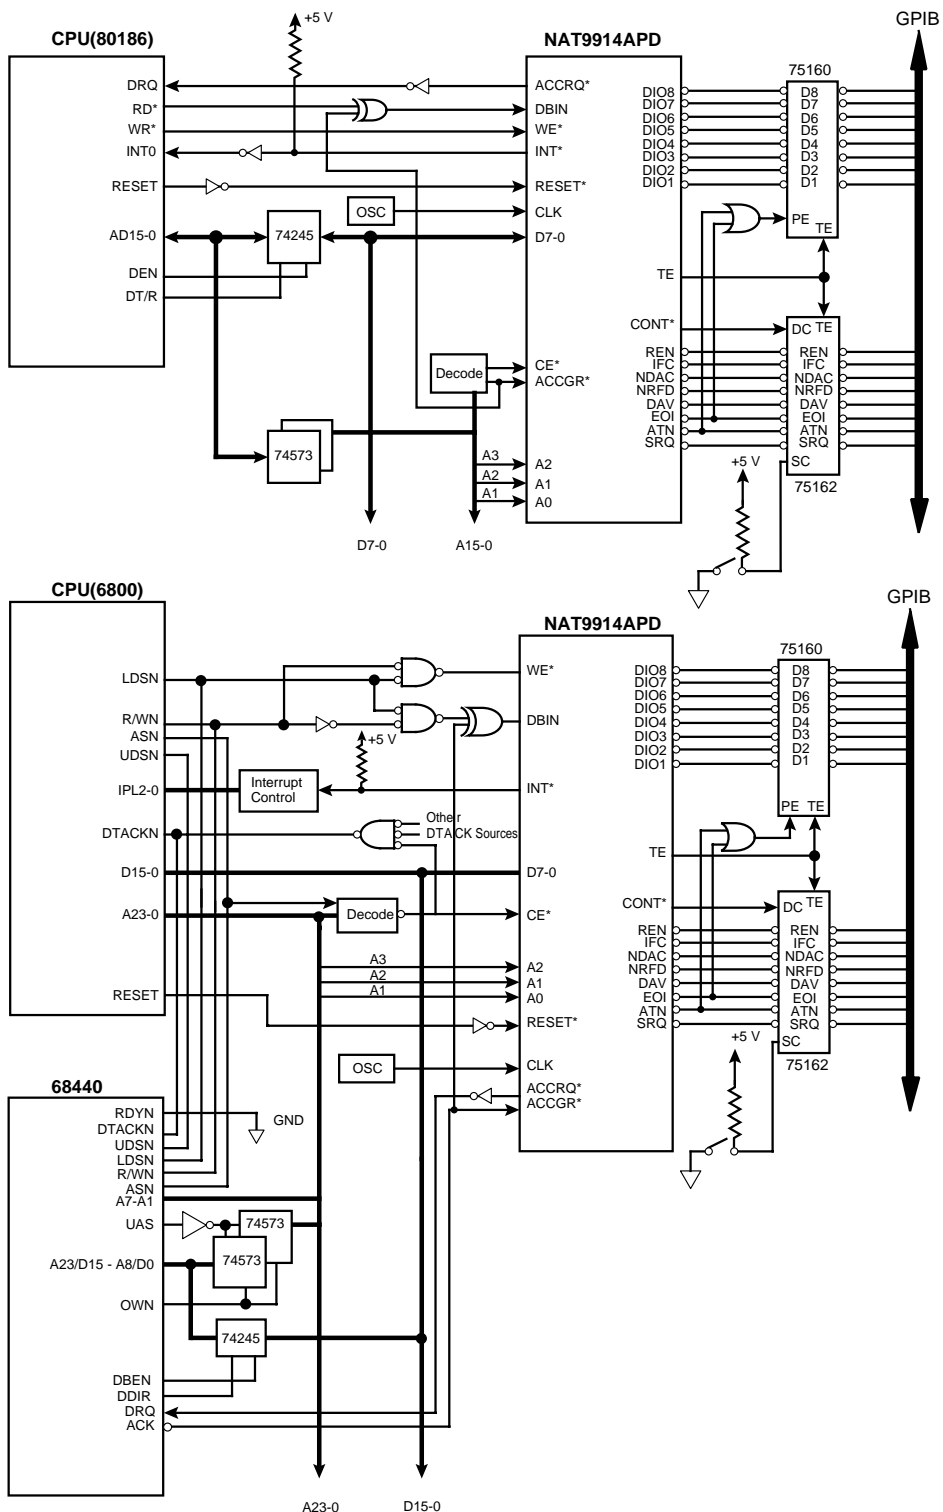 GPIB
+5 V
CPU(80186)
NAT9914APD
75160
DRQ
ACCRQ*
RD*
DBIN
WR*
WE*
INT0
INT*
RESET
RESET*
OSC
CLK
AD15-0
74245
D7-0
DEN
DT/R
DIO8
DIO7
DIO6
DIO5
DIO4
DIO3
DIO2
DIO1
D8
D7
D6
D5
D4
D3
D2
D1
PE
TE
TE
CONT*
DC TE
Decode
CE*
ACCGR*
REN
IFC
NDAC
NRFD
DAV
EOI
ATN
SRQ
REN
IFC
NDAC
NRFD
DAV
EOI
ATN
SRQ
SC
75162
74573
A3
A2
A2
A1
A1
A0
+5 V
D7-0
A15-0
CPU(6800)
GPIB
NAT9914APD
75160
LDSN
WE*
R/WN
ASN
UDSN
+5 V
DBIN
IPL2-0
Interrupt
Control
INT*
DTACKN
Other
DTACK Sources
D15-0
D7-0
A23-0
Decode
CE*
A3
A2
A2
A1
A1
A0
RESET
RESET*
OSC
CLK
ACCRQ*
ACCGR*
DIO8
DIO7
DIO6
DIO5
DIO4
DIO3
DIO2
DIO1
D8
D7
D6
D5
D4
D3
D2
D1
PE TE
TE
CONT*
DC TE
REN
IFC
NDAC
NRFD
DAV
EOI
ATN
SRQ
REN
IFC
NDAC
NRFD
DAV
EOI
ATN
SRQ
SC
75162
+5 V
68440
RDYN
GND
DTACKN
UDSN
LDSN
R/WN
ASN
A7-A1
UAS
74573
A23/D15 - A8/D0
74573
OWN
74245
DBEN
DDIR
DRQ
ACK
A23-0
D15-0